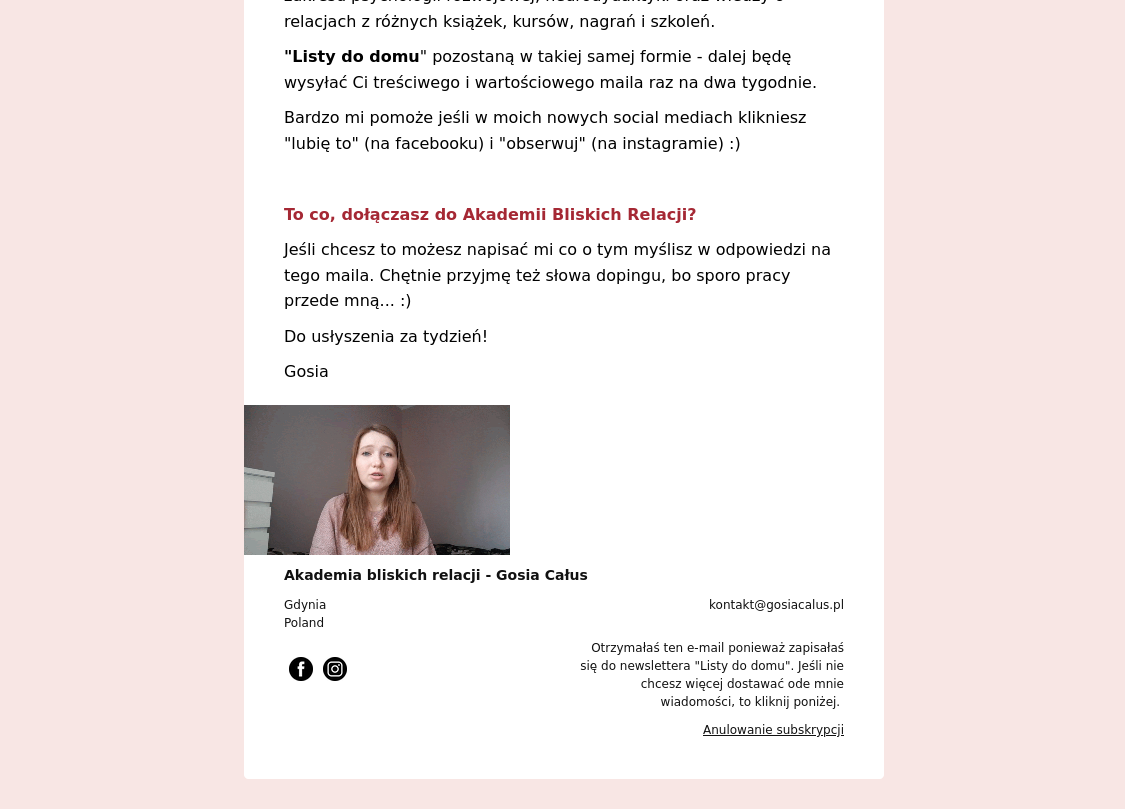 relacjach z różnych książek, kursów, nagrań i szkoleń.
"Listy do domu" pozostaną w takiej samej formie - dalej będę
wysyłać Ci treściwego i wartościowego maila raz na dwa tygodnie.
Bardzo mi pomoże jeśli w moich nowych social mediach klikniesz
"lubię to" (na facebooku) i "obserwuj" (na instagramie) :)
To co, dołączasz do Akademii Bliskich Relacji?
Jeśli chcesz to możesz napisać mi co o tym myślisz w odpowiedzi na
tego maila. Chętnie przyjmę też słowa dopingu, bo sporo pracy
przede mną... :)
Do usłyszenia za tydzień!
Gosia
Akademia bliskich relacji - Gosia Całus
Gdynia
Poland
kontakt@gosiacalus.pl
Otrzymałaś ten e-mail ponieważ zapisałaś
się do newslettera "Listy do domu". Jeśli nie
chcesz więcej dostawać ode mnie
wiadomości, to kliknij poniżej.
Anulowanie subskrypcji